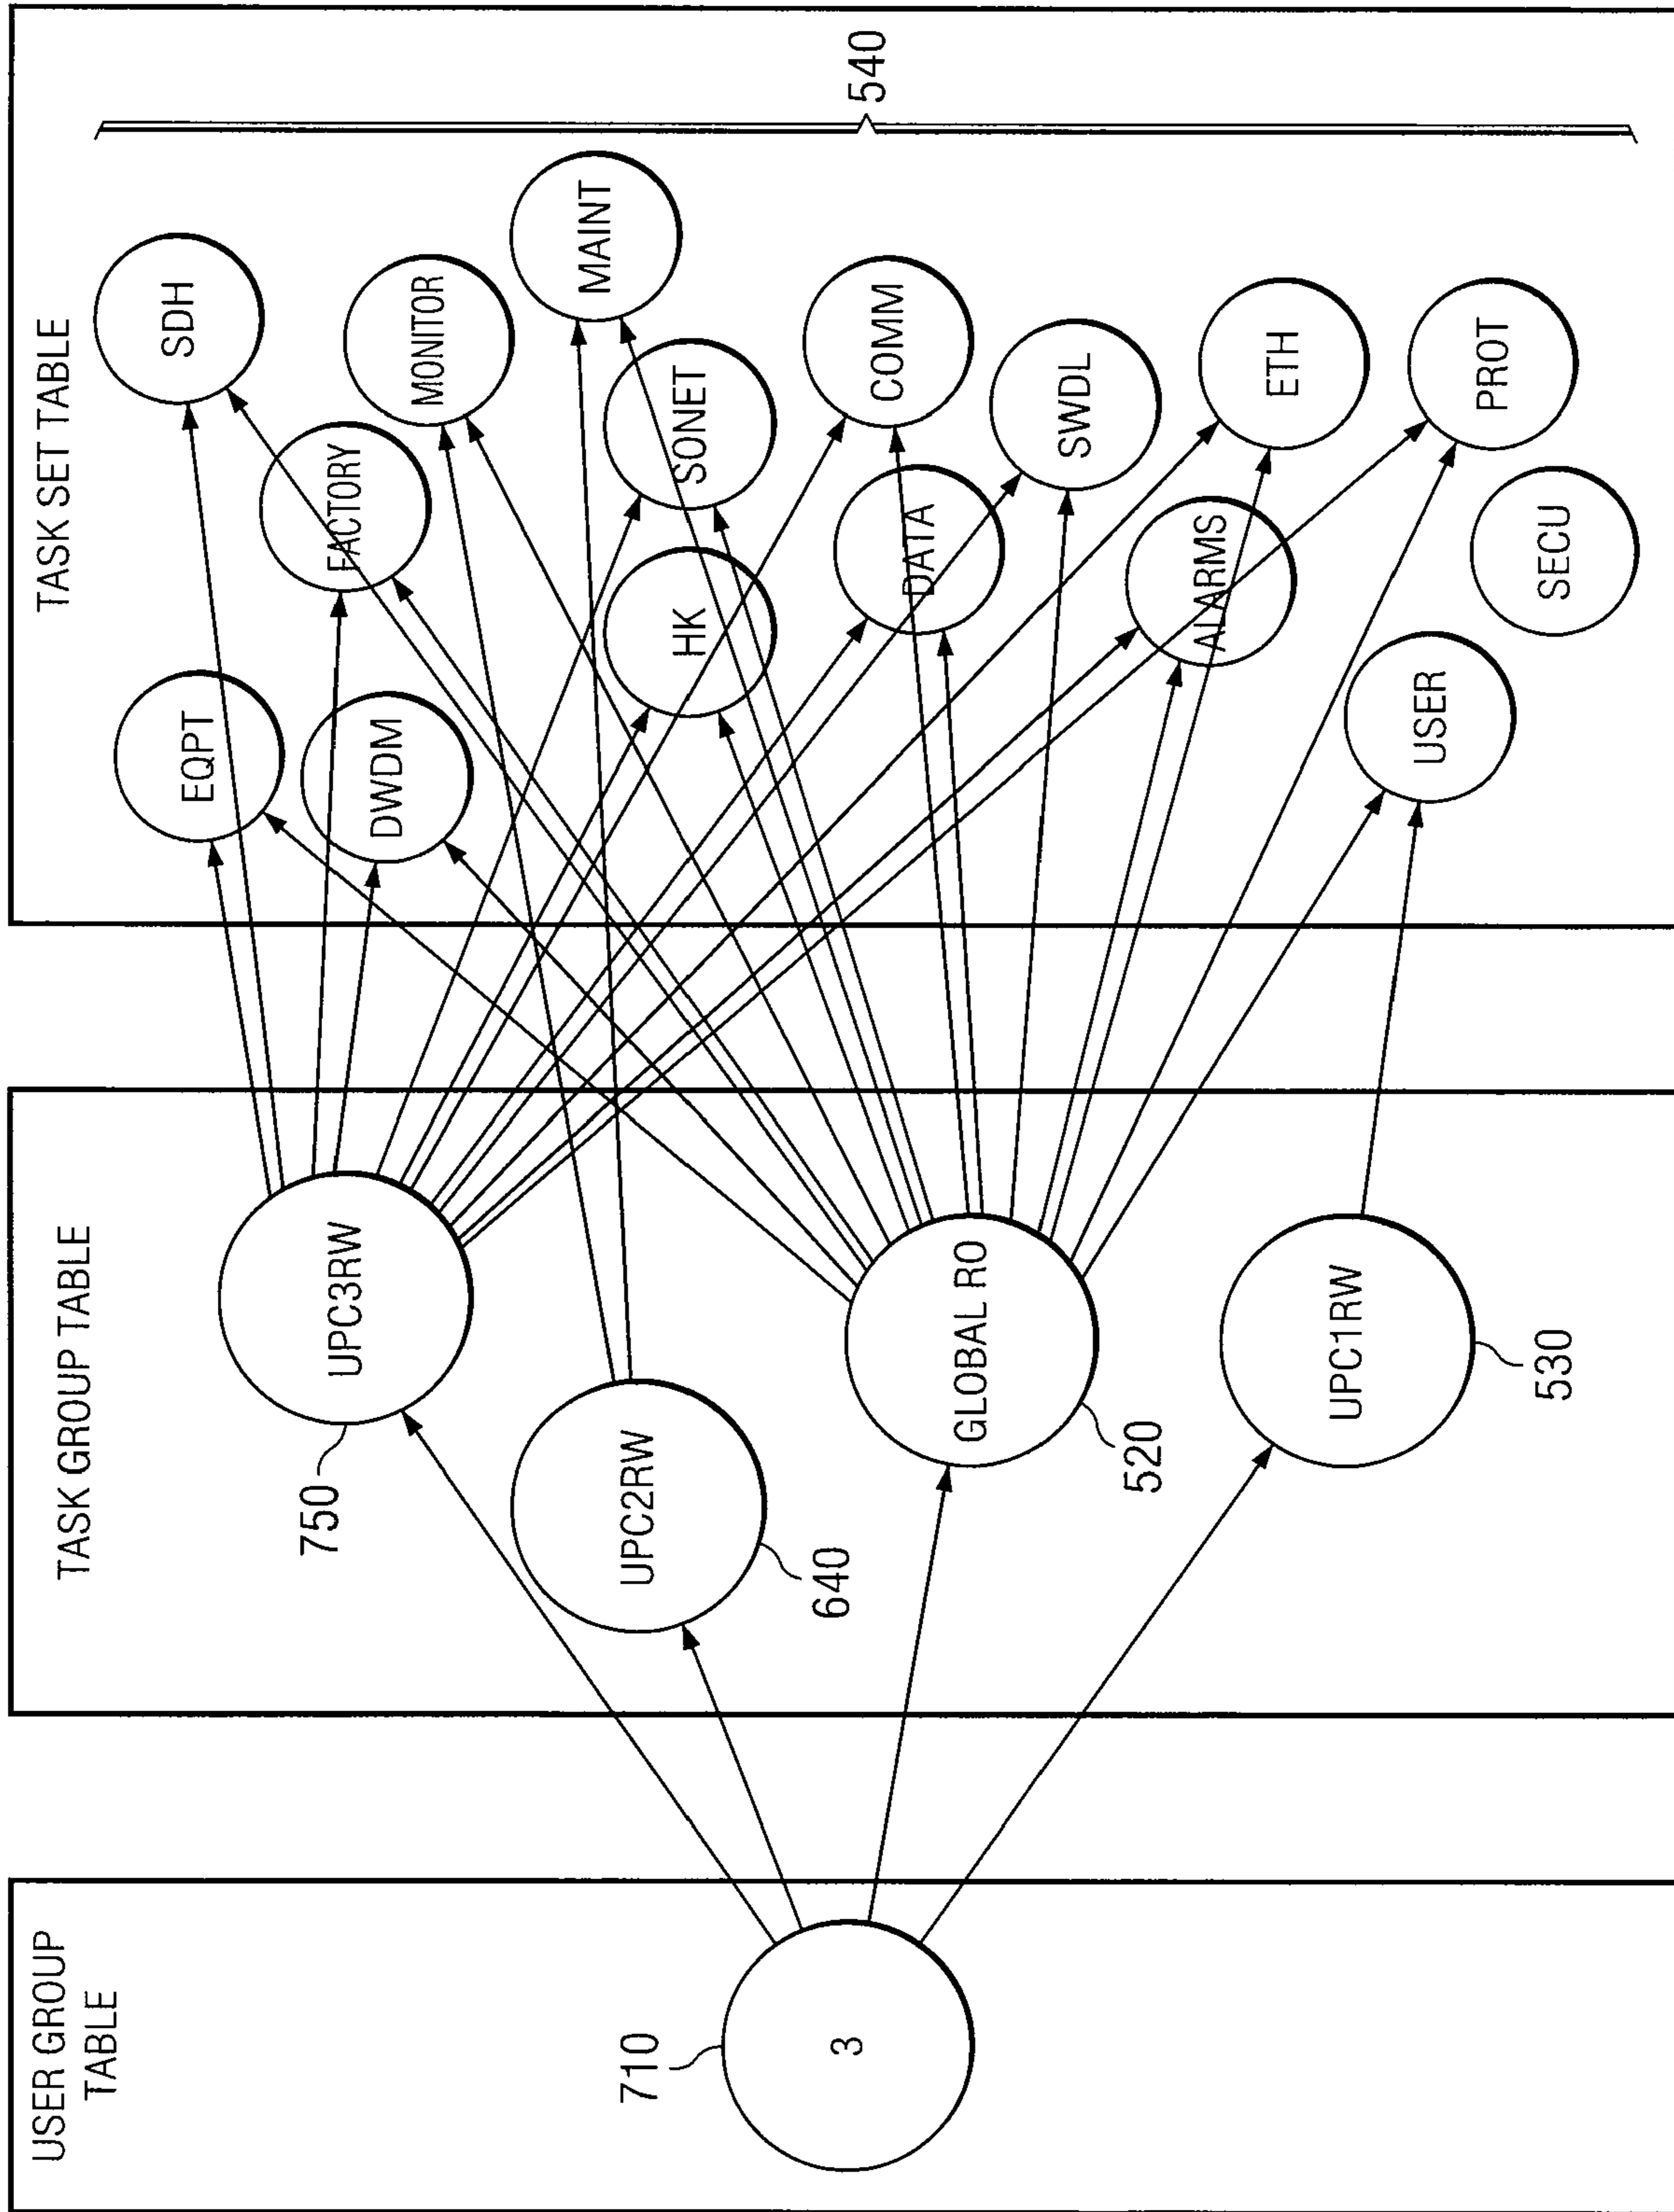 USER GROUP
TABLE
710
3
TASK GROUP TABLE
750
UPC3RW
UPC2RW
640
GLOBAL RO
520
UPC1RW
530
TASK SET TABLE
EQPT
SDH
FACTORY
DWDM
MONITOR
MAINT
SONET
HK
COMM
DATA
SWDL
ALARMS
ETH
PROT
USER
SECU
540